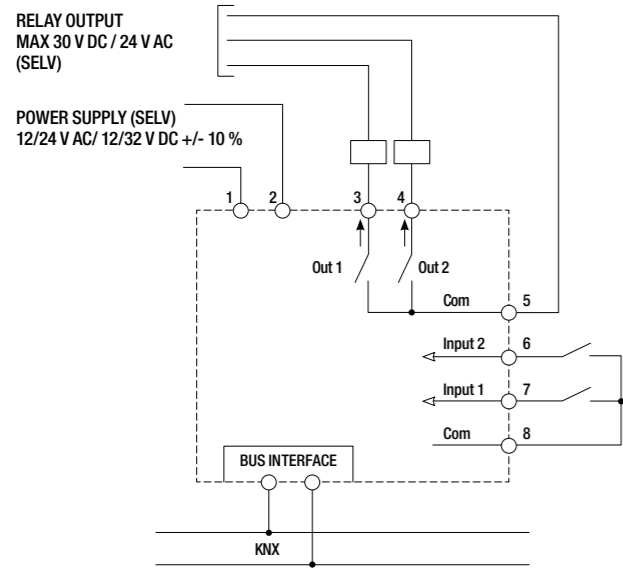 RELAY OUTPUT
MAX 30 V DC / 24 V AC
(SELV)
POWER SUPPLY (SELV)
12/24 V AC/ 12/32 V DC +/- 10 %
1
2
3
4
Out 1
Out 2
Com
5
Input 2
6
Input 1
7
Com
8
BUS INTERFACE
KNX